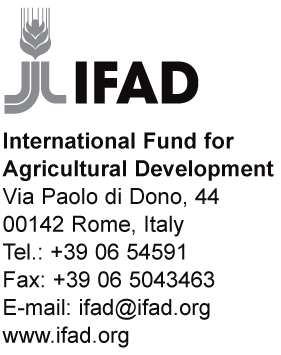 IFAD
International Fund for
Agricultural Development
Via Paolo di Dono, 44
00142 Rome, Italy
Tel.: +39 06 54591
Fax: +39 06 5043463
E-mail: ifad@ifad.org
www.ifad.org